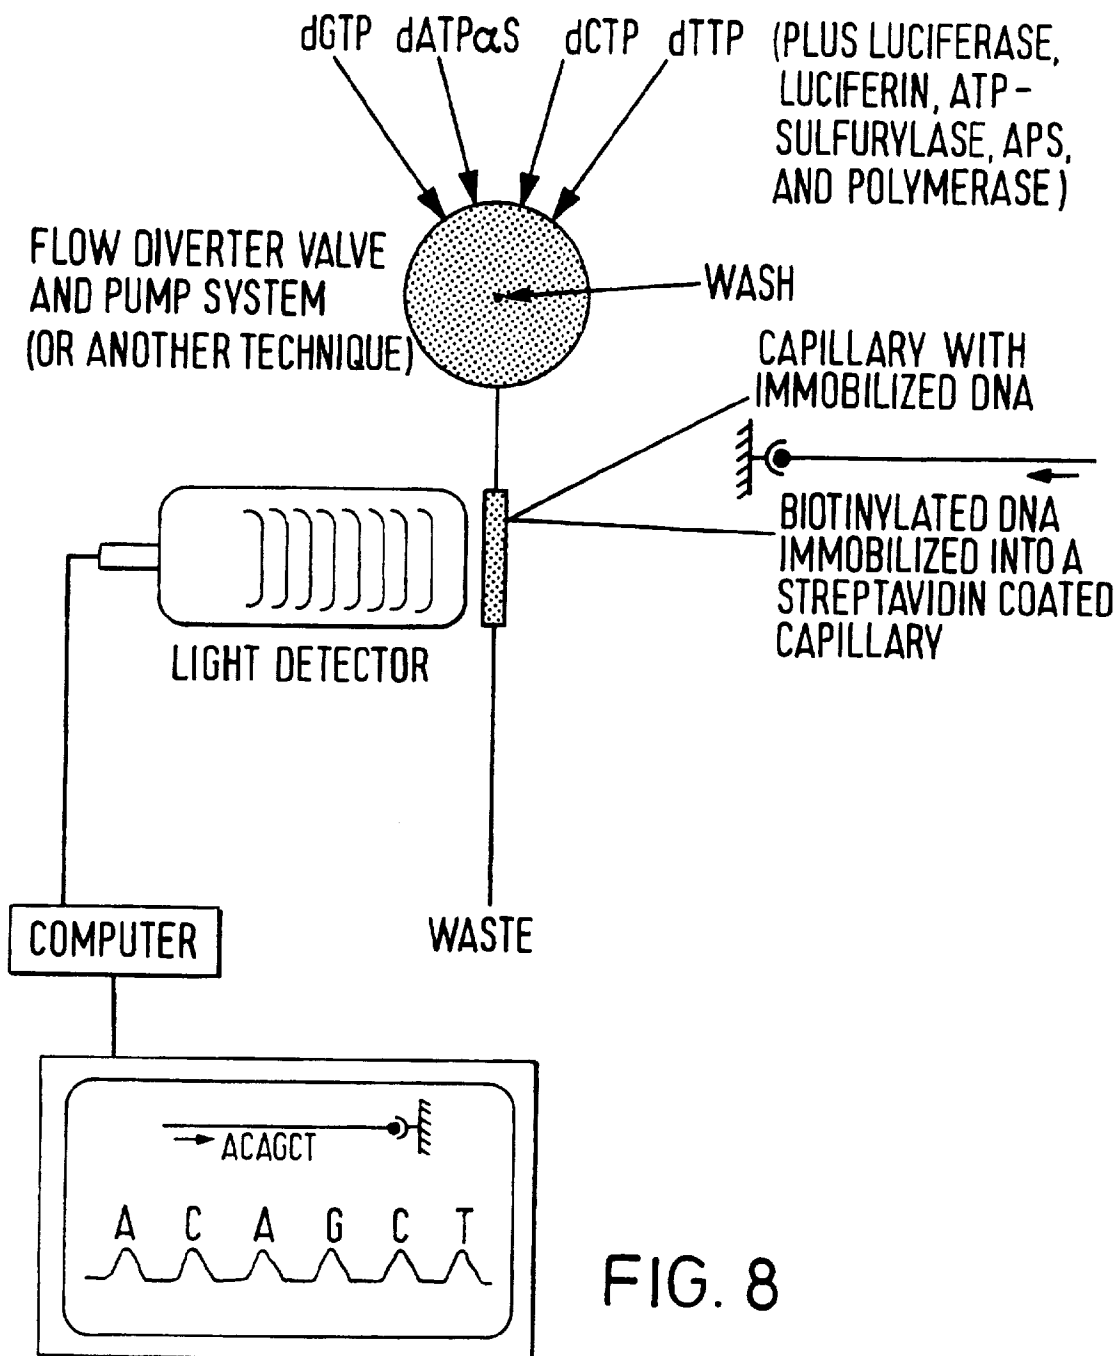 dGTP dATPαS dCTP dTTP (PLUS LUCIFERASE,
LUCIFERIN, ATP-
SULFURYLASE, APS,
AND POLYMERASE)
FLOW DIVERTER VALVE
AND PUMP SYSTEM
(OR ANOTHER TECHNIQUE)
WASH
CAPILLARY WITH
IMMOBILIZED DNA
BIOTINYLATED DNA
IMMOBILIZED INTO A
STREPTAVIDIN COATED
CAPILLARY
LIGHT DETECTOR
COMPUTER
WASTE
ACAGCT
A C A G C T
FIG. 8